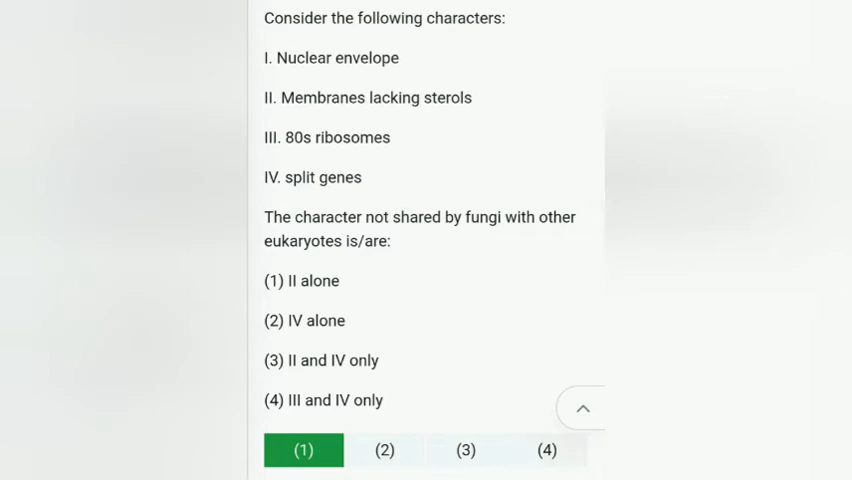 Consider the following characters:
I. Nuclear envelope
II. Membranes lacking sterols
III. 80s ribosomes
IV. split genes
The character not shared by fungi with other
eukaryotes is/are:
(1) II alone
(2) IV alone
(3) II and IV only
(4) III and IV only
(1) (2) (3) (4)